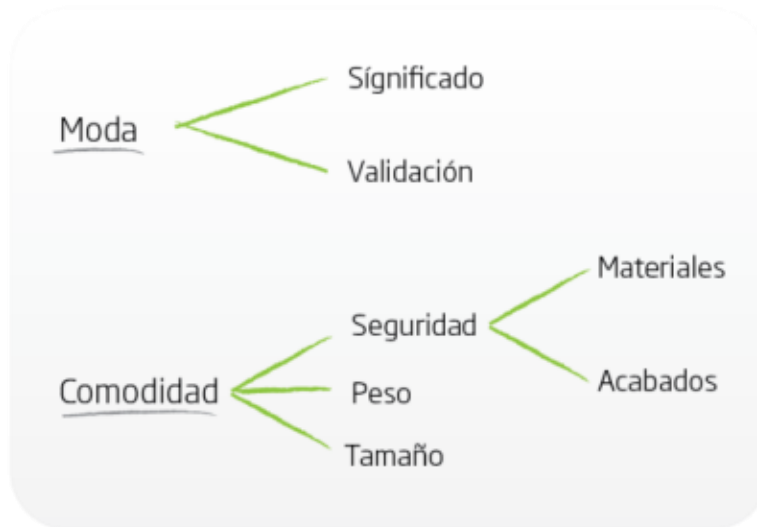 Moda
Sígnificado
Validación
Comodidad
Seguridad
Peso
Tamaño
Materiales
Acabados